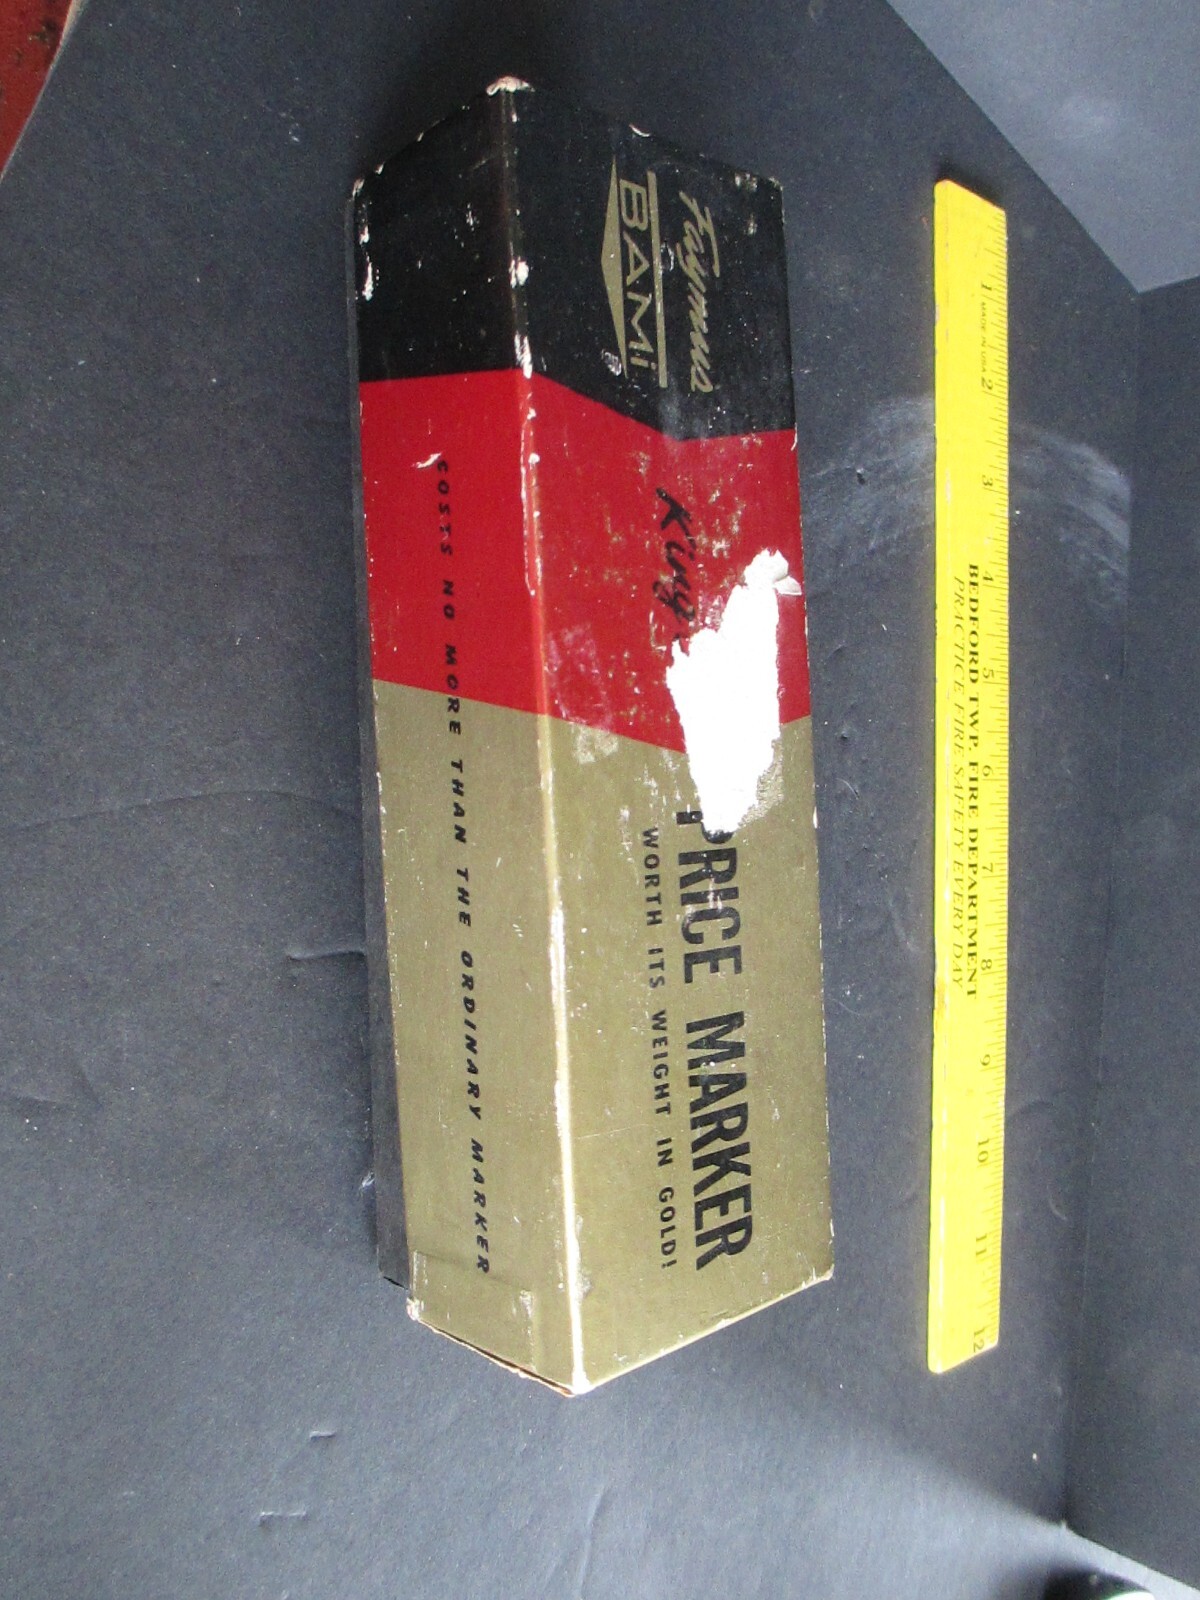 Faymus
BAMi
King
PRICE MARKER
WORTH ITS WEIGHT IN GOLD!
COSTS NO MORE THAN THE ORDINARY MARKER
1 2 3 4 5 6 7 8 9 10 11 12
MADE IN USA
BEDFORD TWP. FIRE DEPARTMENT
PRACTICE FIRE SAFETY EVERY DAY